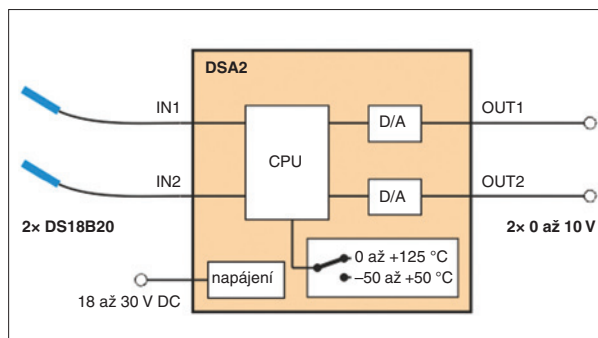 DSA2
IN1
D/A
OUT1
CPU
IN2
D/A
OUT2
2× DS18B20
2× 0 až 10 V
0 až +125 °C
–50 až +50 °C
napájení
18 až 30 V DC